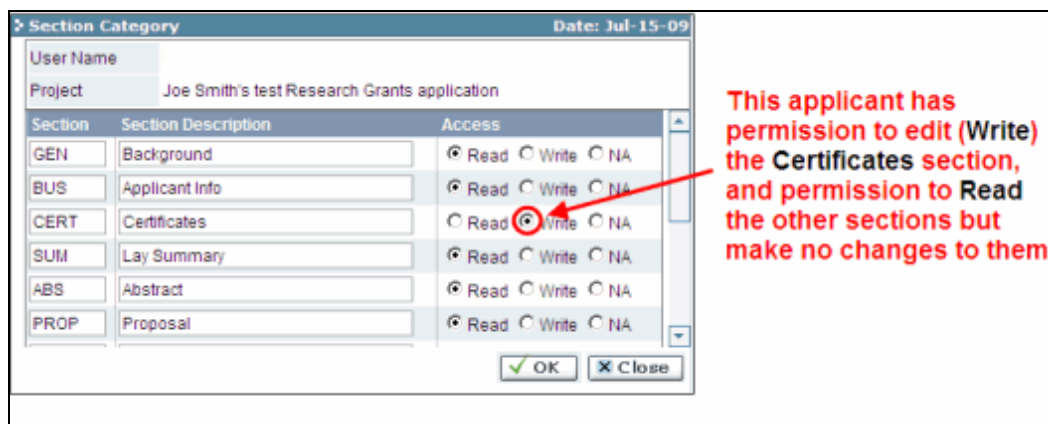 Section Category Date: Jul-15-09
User Name
Project Joe Smith's test Research Grants application
Section Section Description Access
GEN Background Read Write NA
BUS Applicant Info Read Write NA
CERT Certificates Read Write NA
SUM Lay Summary Read Write NA
ABS Abstract Read Write NA
PROP Proposal Read Write NA
OK Close
This applicant has
permission to edit (Write)
the Certificates section,
and permission to Read
the other sections but
make no changes to them